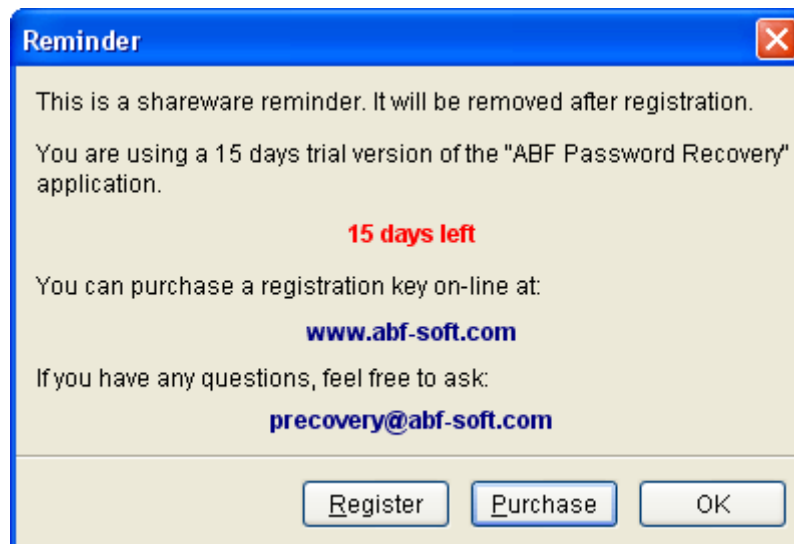 Reminder
This is a shareware reminder. It will be removed after registration.
You are using a 15 days trial version of the "ABF Password Recovery"
application.
15 days left
You can purchase a registration key on-line at:
www.abf-soft.com
If you have any questions, feel free to ask:
precovery@abf-soft.com
Register Purchase OK